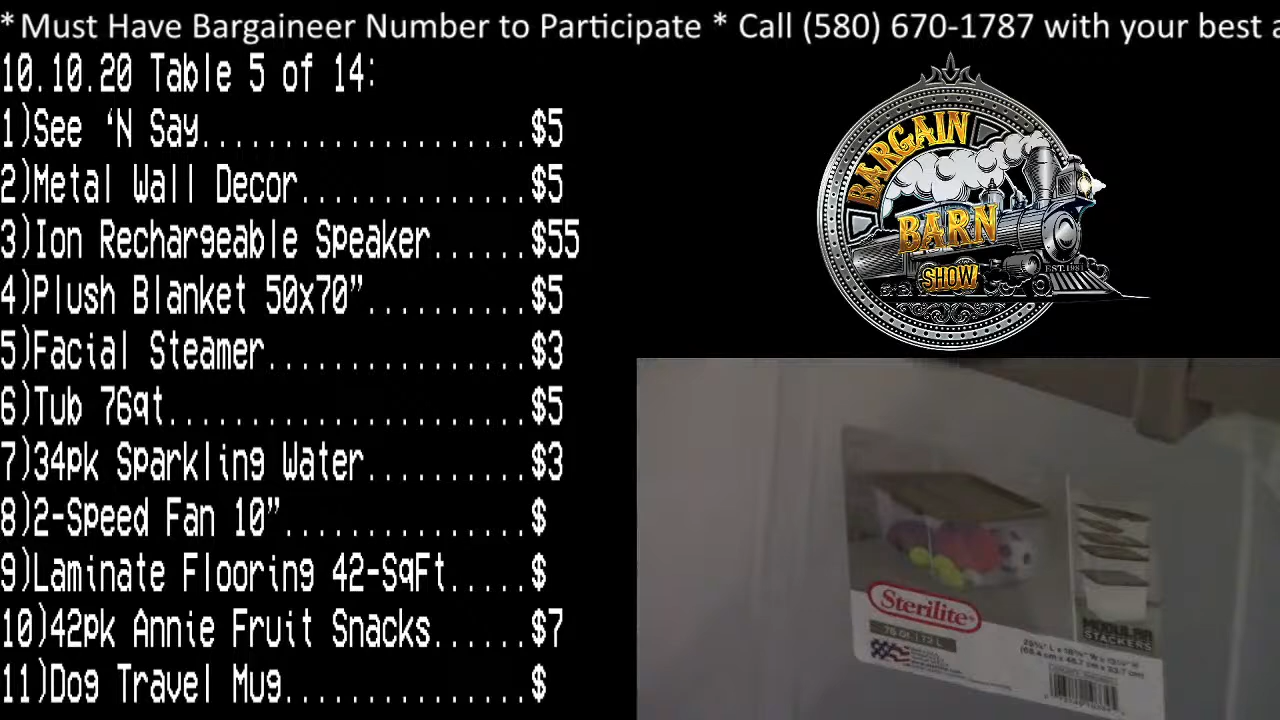 *Must Have Bargaineer Number to Participate * Call (580) 670-1787 with your best a
10.10.20 Table 5 of 14:
1)See ‘N Say....................$5
2)Metal Wall Decor..............$5
3)Ion Rechargeable Speaker......$55
4)Plush Blanket 50x70”..........$5
5)Facial Steamer................$3
6)Tub 76qt......................$5
7)34pk Sparkling Water..........$3
8)2-Speed Fan 10”...............$
9)Laminate Flooring 42-SqFt.....$
10)42pk Annie Fruit Snacks......$7
11)Dog Travel Mug...............$
BARGAIN
BARN
SHOW
Sterilite
MODULAR
STACKERS